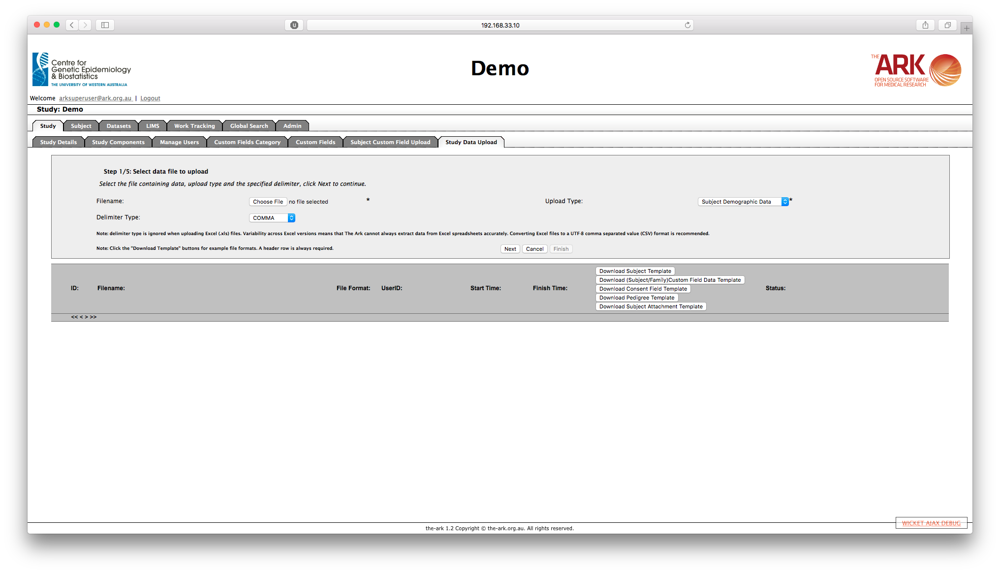 192.168.33.10
Centre for
Genetic Epidemiology
& Biostatistics
THE UNIVERSITY OF WESTERN AUSTRALIA
Demo
THE ARK
OPEN SOURCE SOFTWARE
FOR MEDICAL RESEARCH
Welcome arksuperuser@ark.org.au | Logout
Study: Demo
Study Subject Datasets LIMS Work Tracking Global Search Admin
Study Details Study Components Manage Users Custom Fields Category Custom Fields Subject Custom Field Upload Study Data Upload
Step 1/5: Select data file to upload
Select the file containing data, upload type and the specified delimiter, click Next to continue.
Filename: Choose File no file selected * Upload Type: Subject Demographic Data *
Delimiter Type: COMMA
Note: delimiter type is ignored when uploading Excel (.xls) files. Variability across Excel versions means that The Ark cannot always extract data from Excel spreadsheets accurately. Converting Excel files to a UTF-8 comma separated value (CSV) format is recommended.
Note: Click the "Download Template" buttons for example file formats. A header row is always required. Next Cancel Finish
ID: Filename: File Format: UserID: Start Time: Finish Time:
Download Subject Template
Download (Subject/Family)Custom Field Data Template
Download Consent Field Template
Download Pedigree Template
Download Subject Attachment Template
Status:
<< < > >>
WICKET AJAX DEBUG
the-ark 1.2 Copyright © the-ark.org.au. All rights reserved.